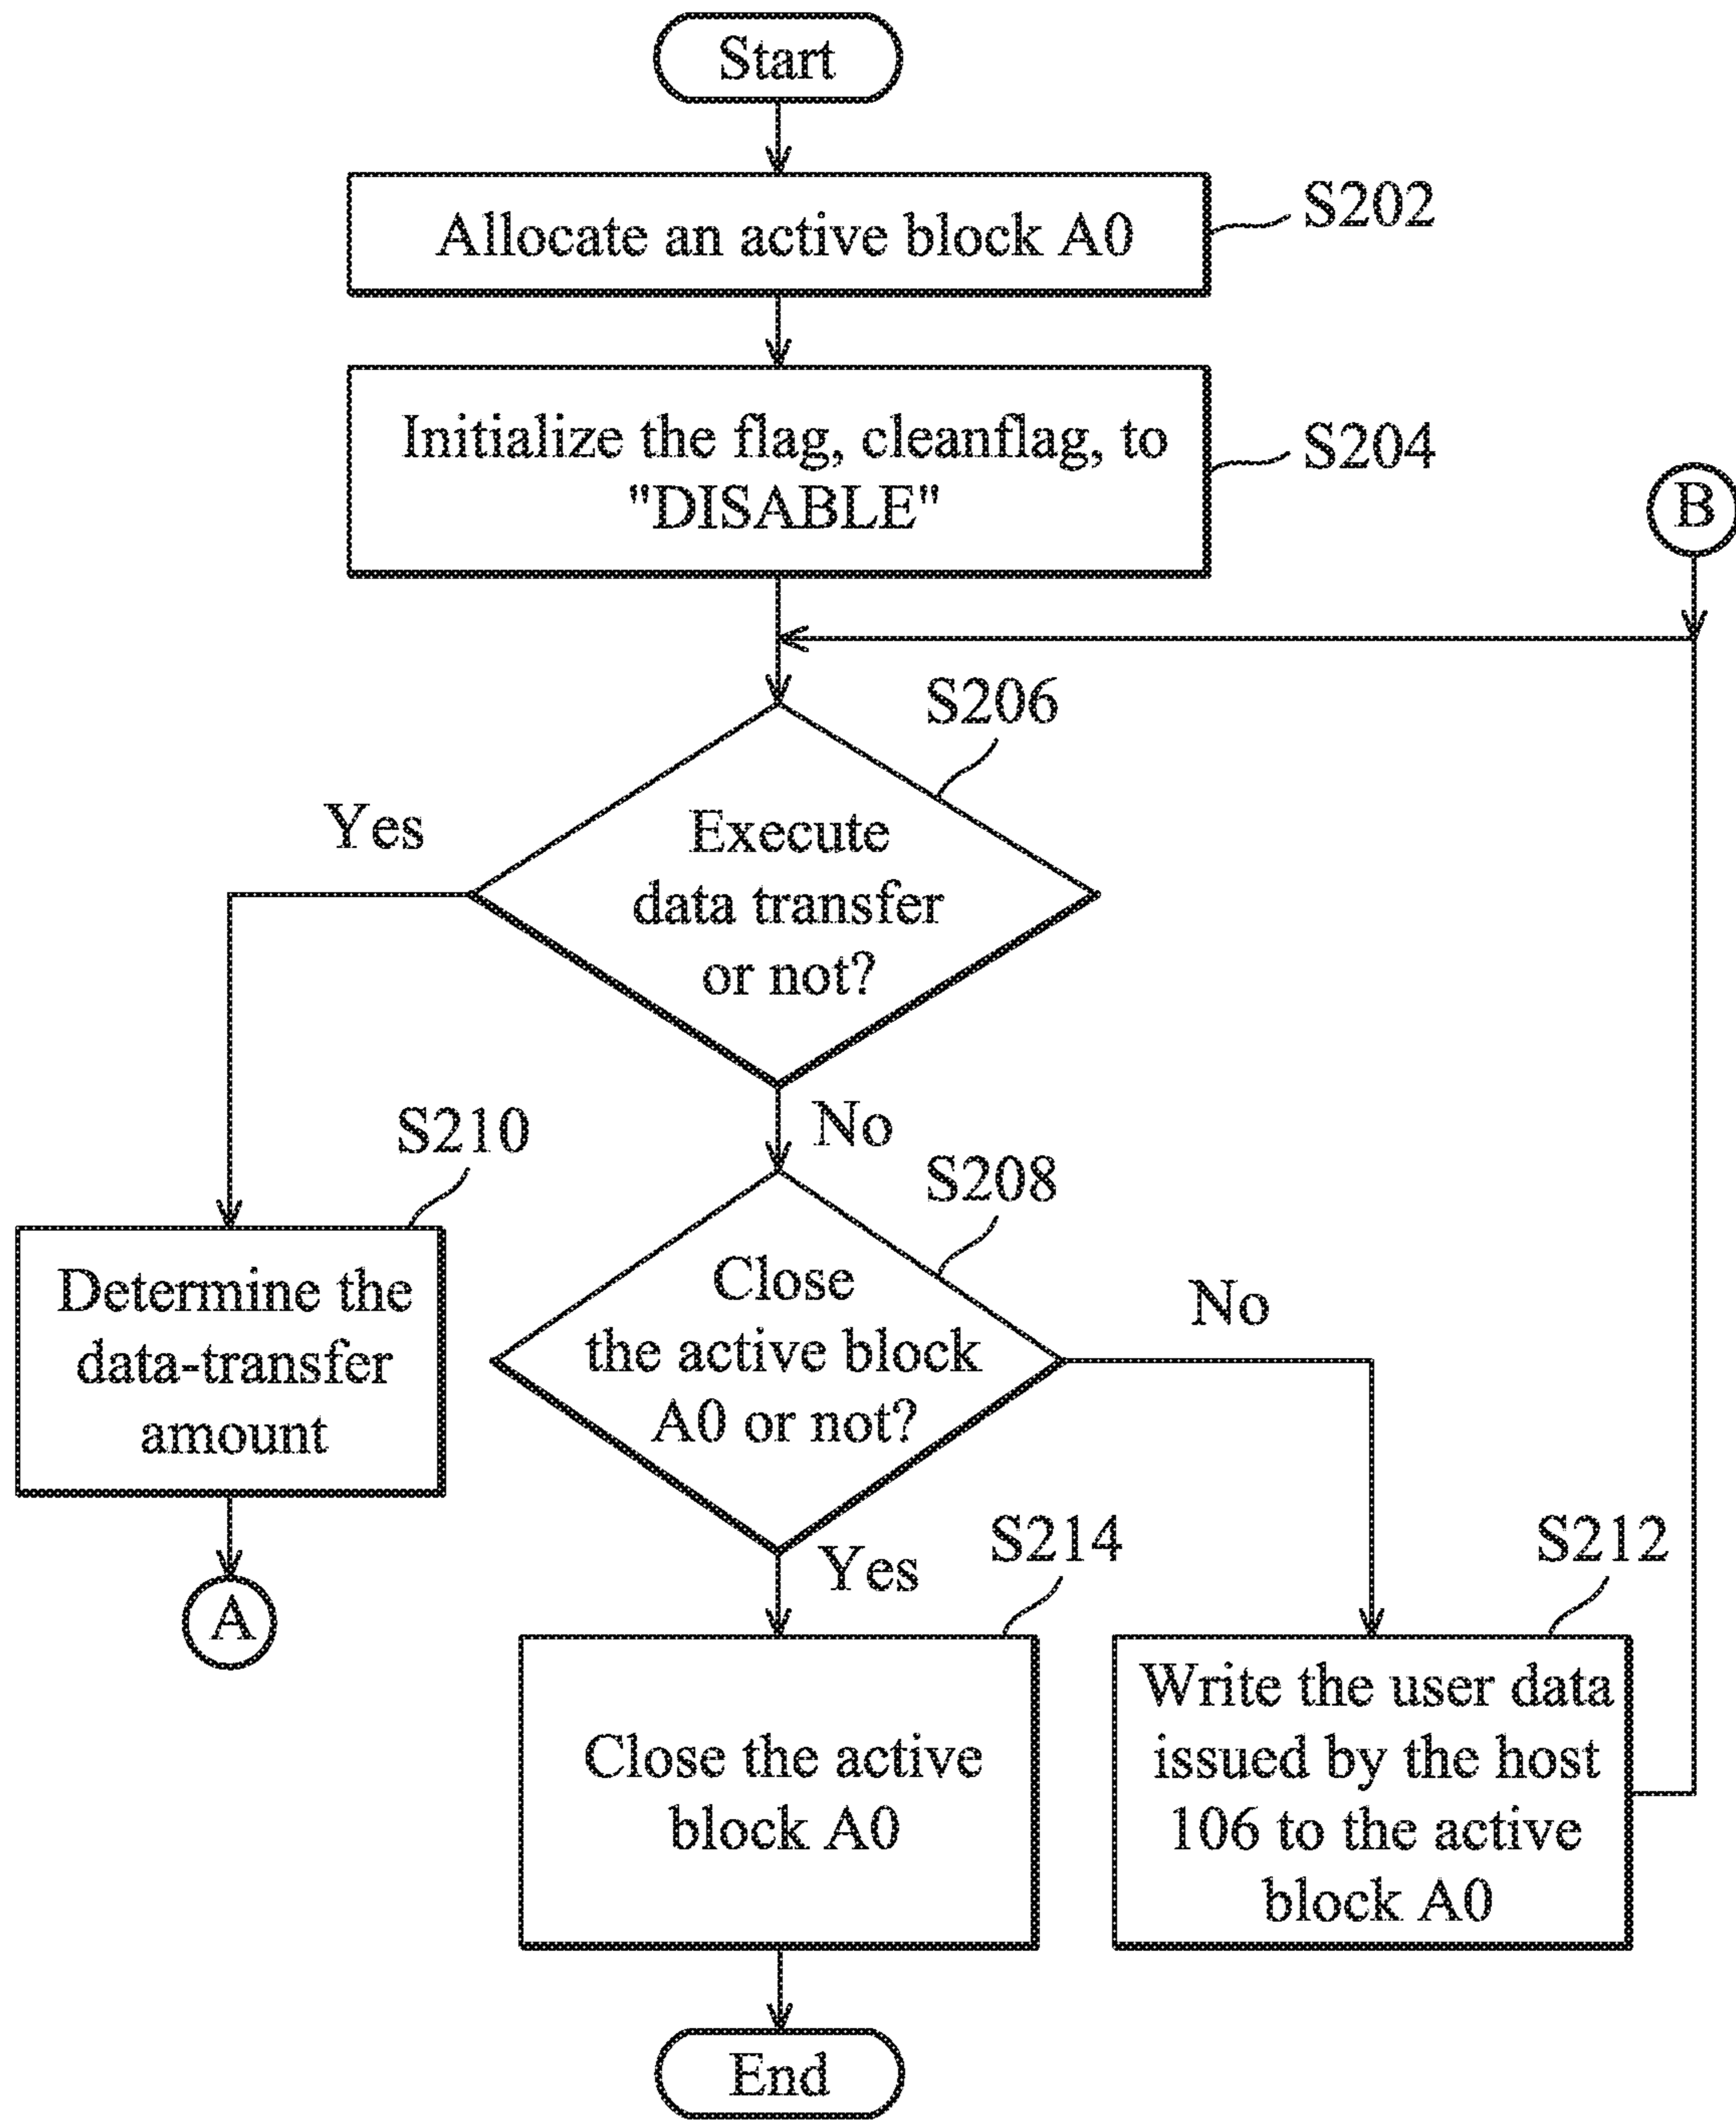 Start
Allocate an active block A0
S202
Initialize the flag, cleanflag, to
"DISABLE"
S204
B
S206
Yes
Execute
data transfer
or not?
No
S210
S208
Determine the
data-transfer
amount
Close
the active block
A0 or not?
No
A
Yes
S214
S212
Close the active
block A0
Write the user data
issued by the host
106 to the active
block A0
End